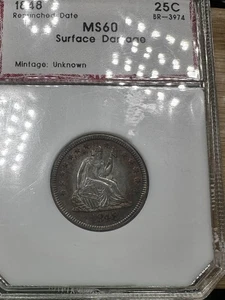 1848 25C
Repunched Date BR-3974
MS60
Surface Damage
Mintage: Unknown